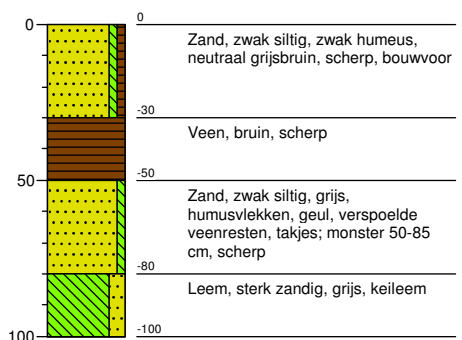 0
0
Zand, zwak siltig, zwak humeus,
neutraal grijsbruin, scherp, bouwvoor
-30
Veen, bruin, scherp
50
-50
Zand, zwak siltig, grijs,
humusvlekken, geul, verspoelde
veenresten, takjes; monster 50-85
cm, scherp
-80
Leem, sterk zandig, grijs, keileem
100
-100